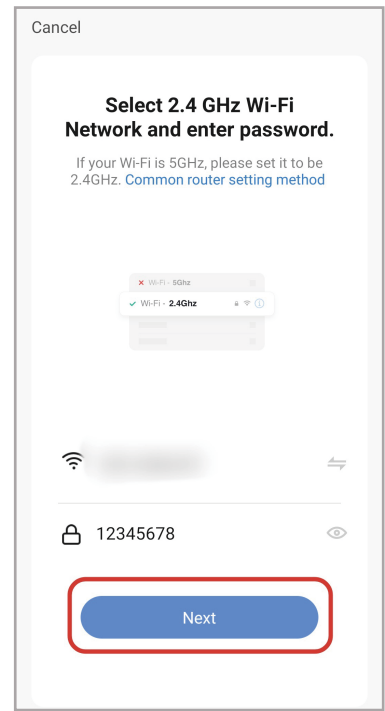 Cancel
Select 2.4 GHz Wi-Fi
Network and enter password.
If your Wi-Fi is 5GHz, please set it to be
2.4GHz. Common router setting method
Wi-Fi - 5Ghz
Wi-Fi - 2.4Ghz
12345678
Next